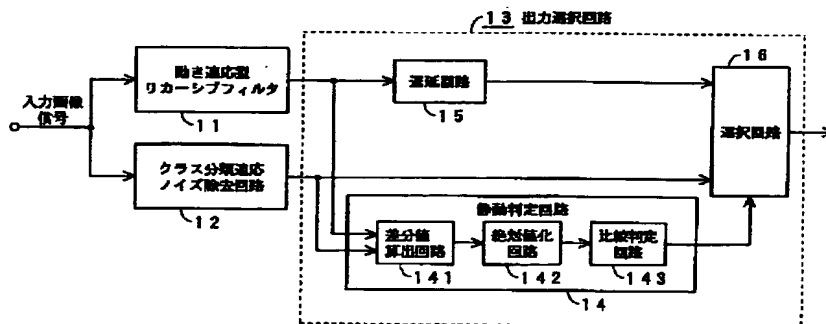 13 出力選択回路
16
動き適応型
リカーシブフィルタ
遅延回路
入力画像
信号
11
15
選択回路
クラス分類適応
ノイズ除去回路
12
静動判定回路
差分値
算出回路
絶対値化
回路
比較判定
回路
141
142
143
14